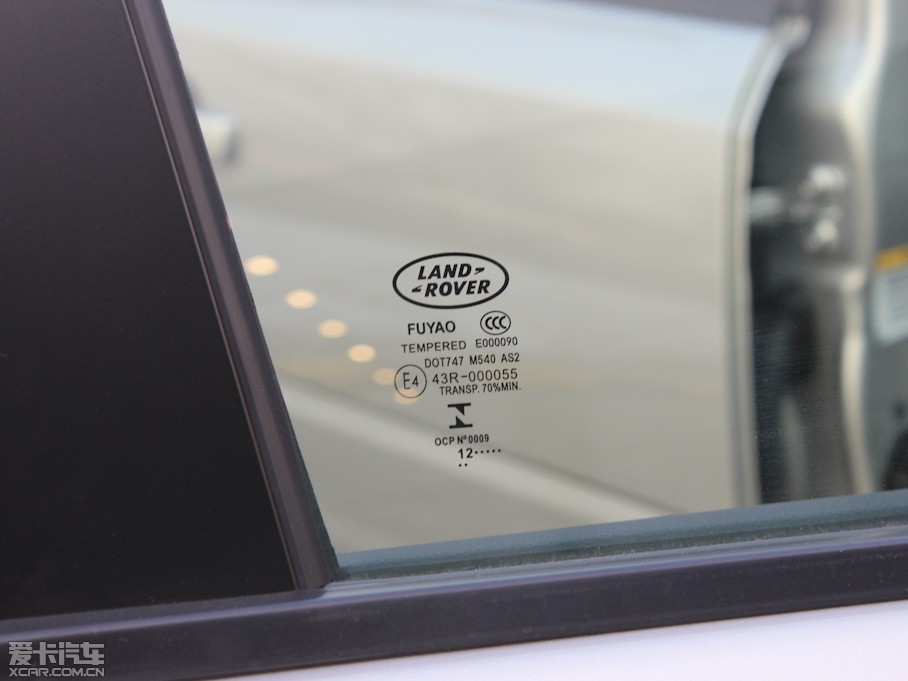 LAND
ROVER
FUYAO CCC
TEMPERED E000090
DOT747 M540 AS2
E4 43R-000055
TRANSP. 70%MIN.
N
OCP Nº0009
12•••••
••
爱卡汽车
XCAR.COM.CN